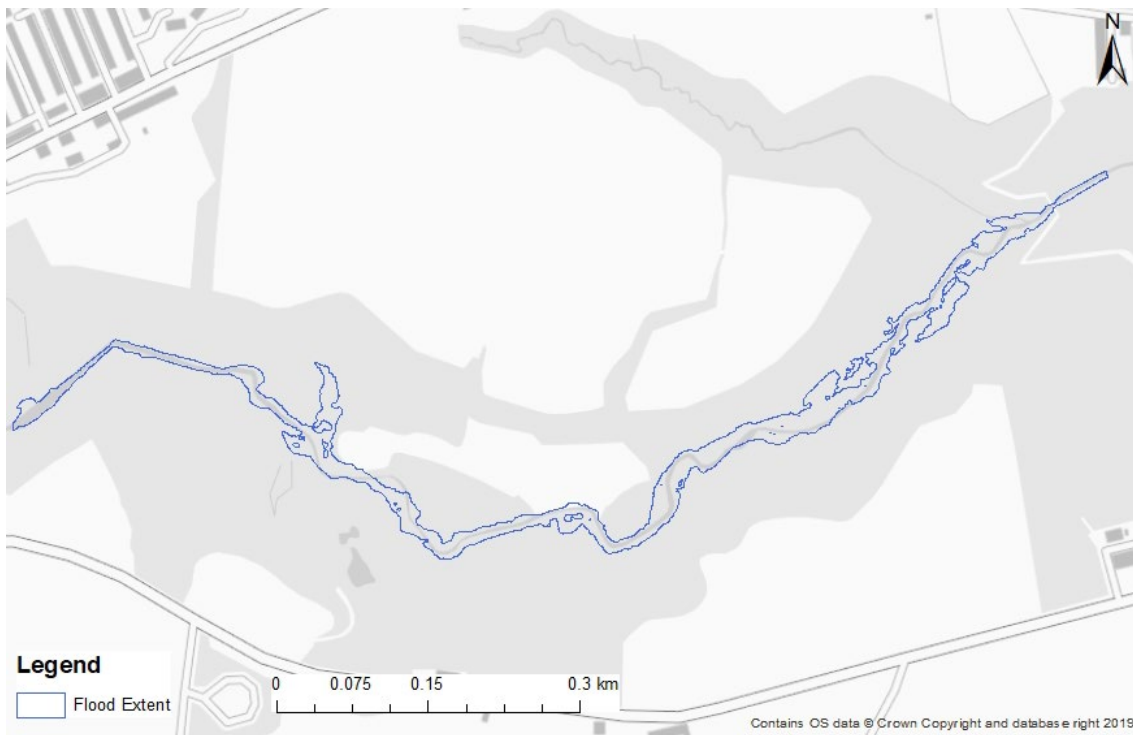 N
Legend
Flood Extent
0 0.075 0.15 0.3 km
Contains OS data © Crown Copyright and database right 2019